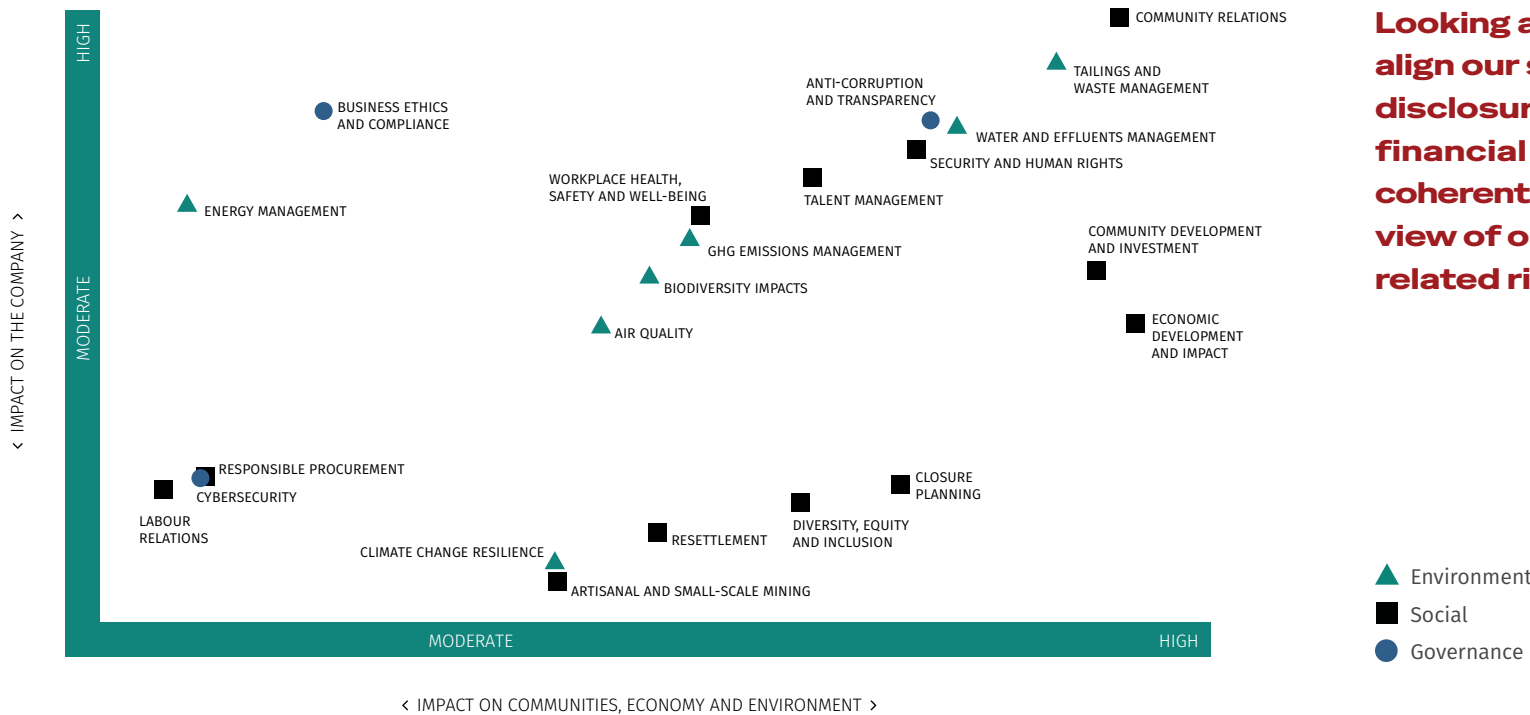 HIGH
MODERATE
< IMPACT ON THE COMPANY >
COMMUNITY RELATIONS
TAILINGS AND
WASTE MANAGEMENT
ANTI-CORRUPTION
AND TRANSPARENCY
BUSINESS ETHICS
AND COMPLIANCE
WATER AND EFFLUENTS MANAGEMENT
SECURITY AND HUMAN RIGHTS
WORKPLACE HEALTH,
SAFETY AND WELL-BEING
TALENT MANAGEMENT
ENERGY MANAGEMENT
COMMUNITY DEVELOPMENT
AND INVESTMENT
GHG EMISSIONS MANAGEMENT
BIODIVERSITY IMPACTS
AIR QUALITY
ECONOMIC
DEVELOPMENT
AND IMPACT
RESPONSIBLE PROCUREMENT
CYBERSECURITY
LABOUR
RELATIONS
CLOSURE
PLANNING
DIVERSITY, EQUITY
AND INCLUSION
RESETTLEMENT
CLIMATE CHANGE RESILIENCE
ARTISANAL AND SMALL-SCALE MINING
MODERATE
HIGH
< IMPACT ON COMMUNITIES, ECONOMY AND ENVIRONMENT >
Looking
align our
disclosur
financial
coherent
view of
related
Environment
Social
Governance